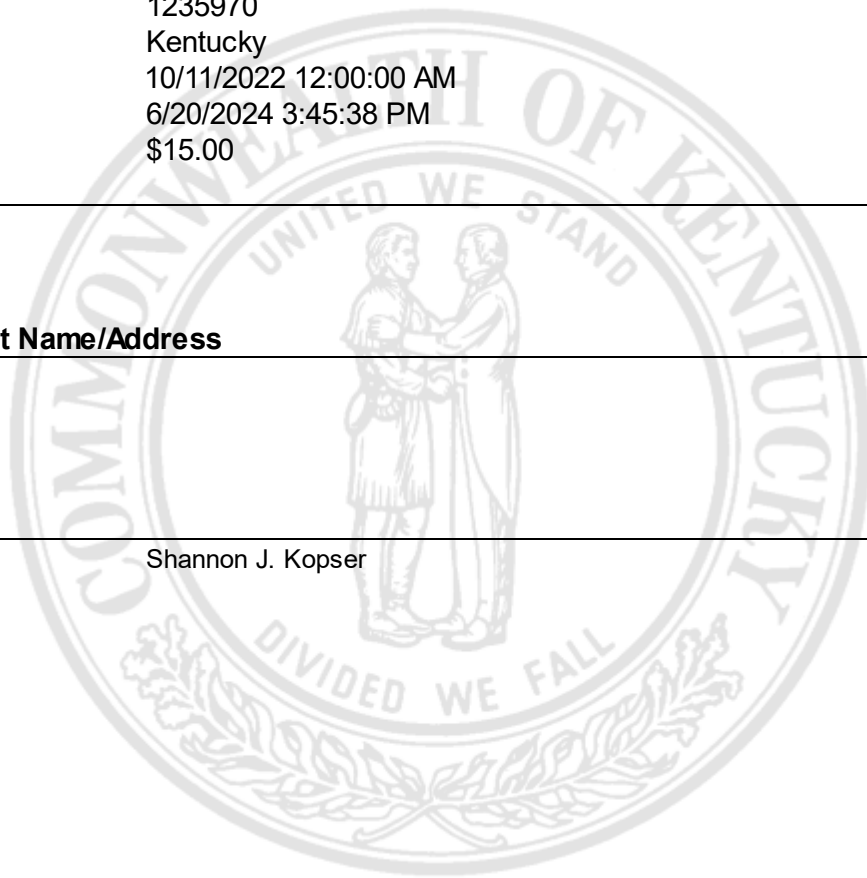 1235970
Kentucky
10/11/2022 12:00:00 AM
6/20/2024 3:45:38 PM
$15.00
COMMONWEALTH OF KENTUCKY
UNITED WE STAND
t Name/Address
Shannon J. Kopser
DIVIDED WE FALL